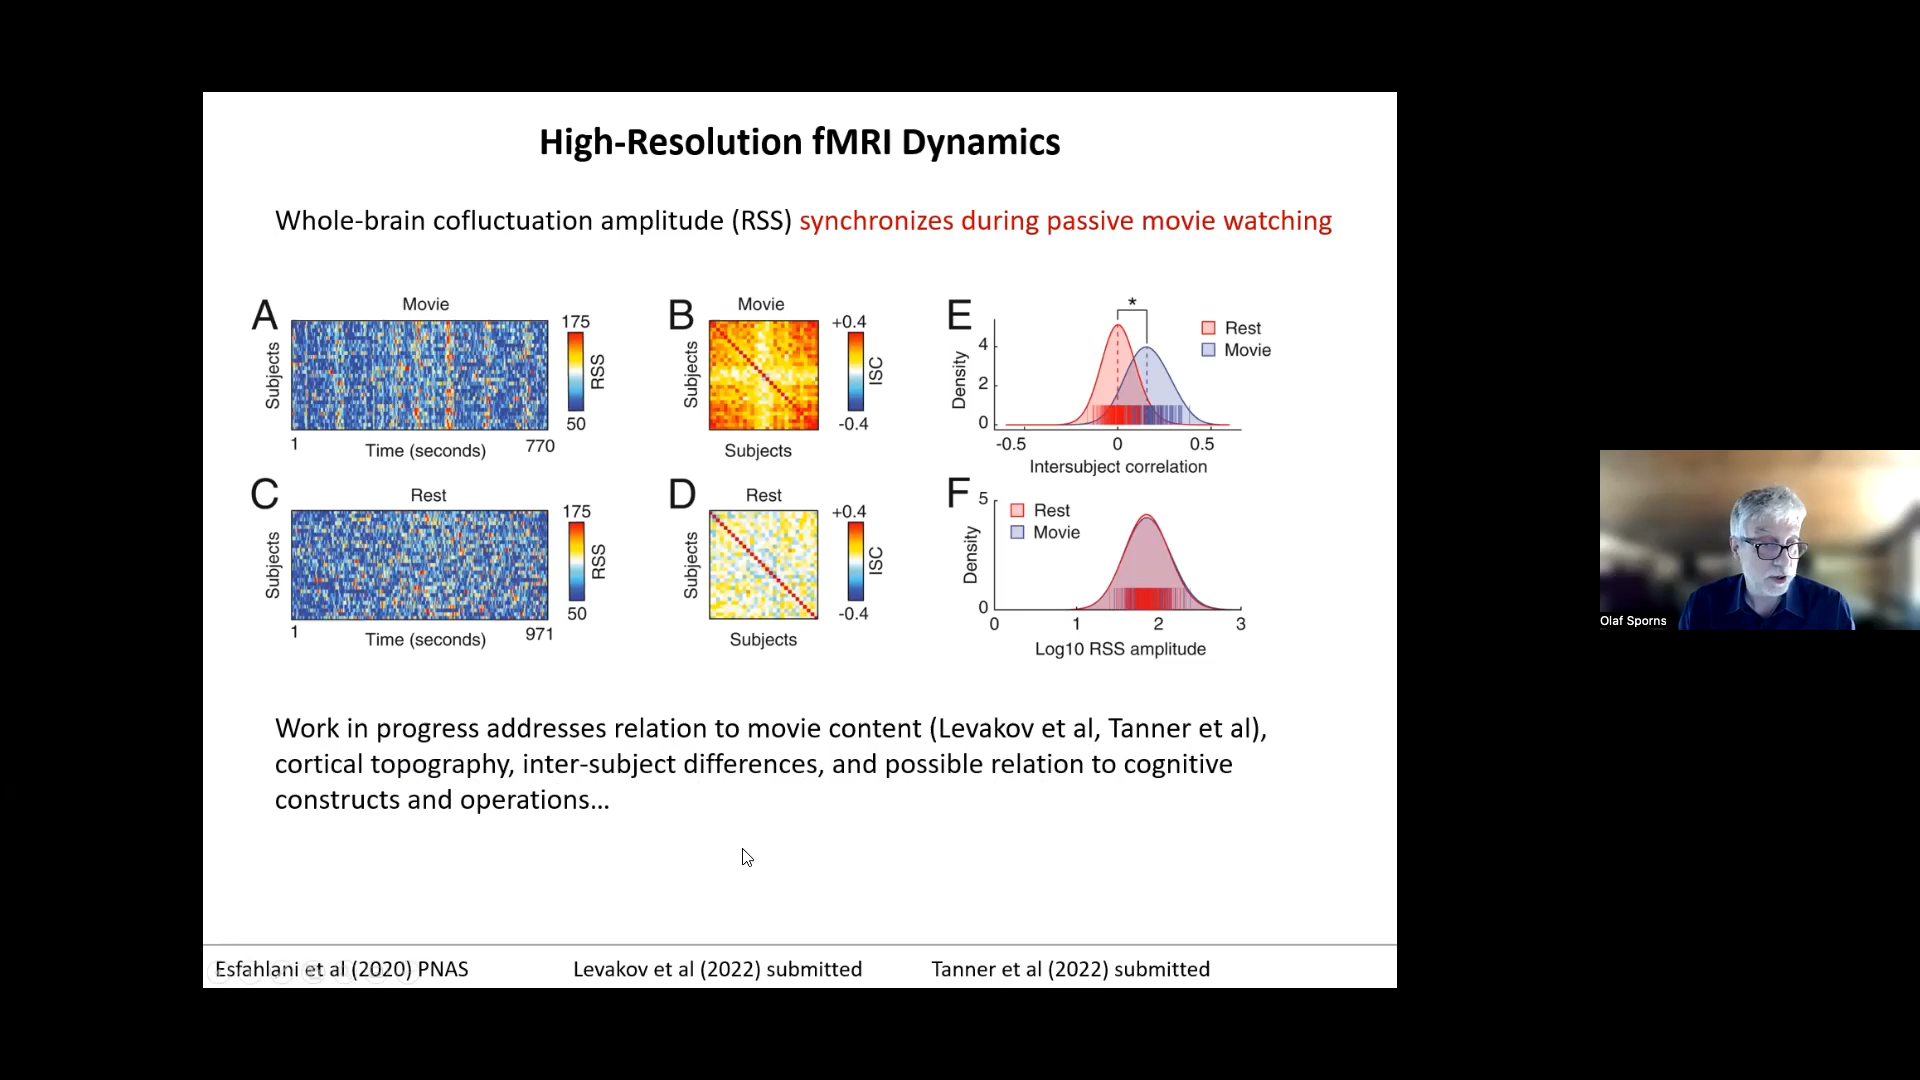 High-Resolution fMRI Dynamics
Whole-brain cofluctuation amplitude (RSS) synchronizes during passive movie watching
A
Movie
Subjects
1
Time (seconds)
770
175
RSS
50
B
Movie
Subjects
Subjects
+0.4
ISC
-0.4
E
*
Rest
Movie
Density
4
2
0
-0.5
0
0.5
Intersubject correlation
C
Rest
Subjects
1
Time (seconds)
971
175
RSS
50
D
Rest
Subjects
Subjects
+0.4
ISC
-0.4
F
Rest
Movie
Density
5
0
0
1
2
3
Log10 RSS amplitude
Olaf Sporns
Work in progress addresses relation to movie content (Levakov et al, Tanner et al),
cortical topography, inter-subject differences, and possible relation to cognitive
constructs and operations...
Esfahlani et al (2020) PNAS
Levakov et al (2022) submitted
Tanner et al (2022) submitted